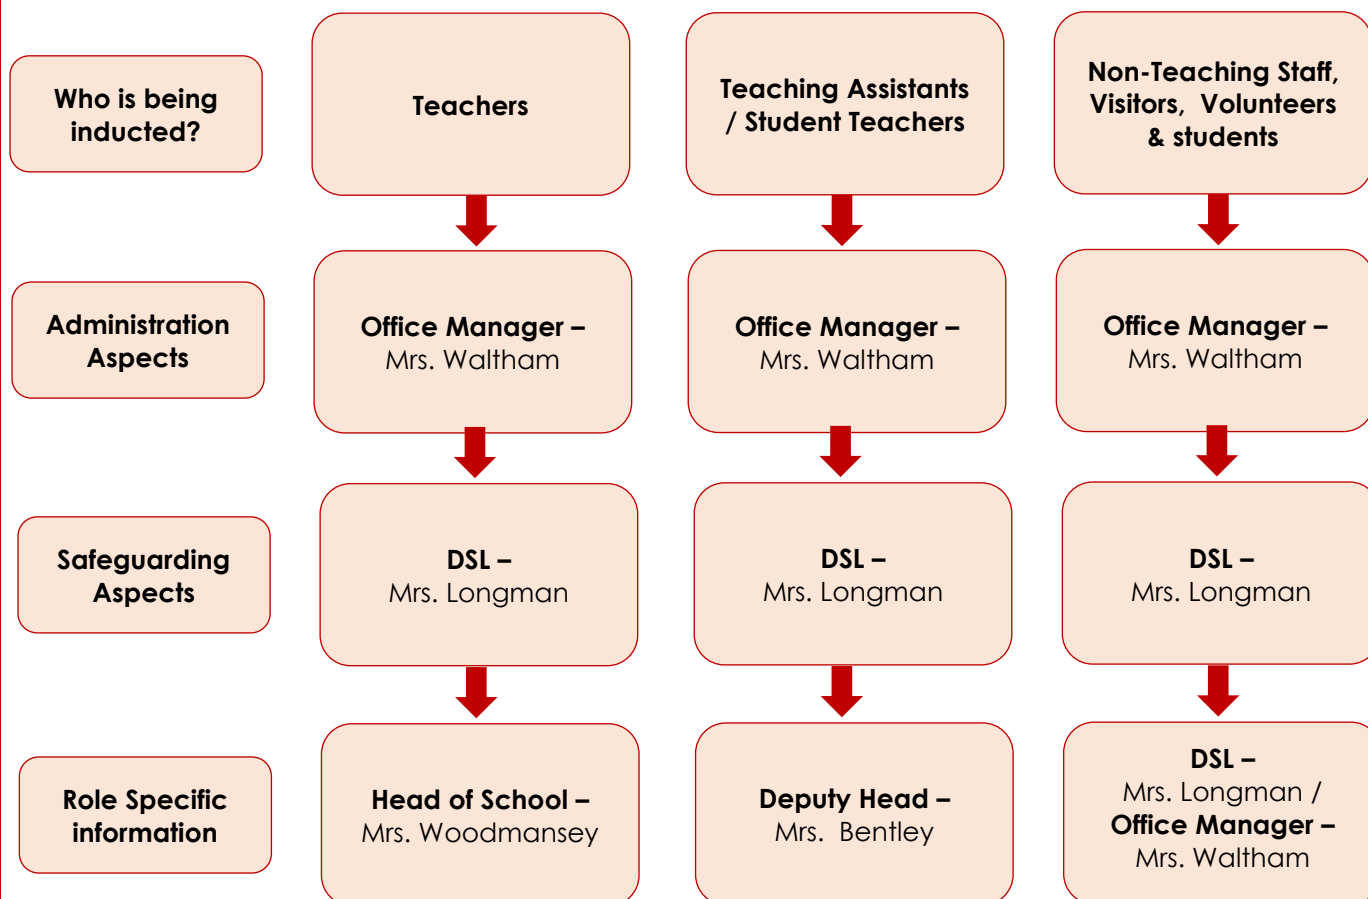 Who is being
inducted?
Teachers
Teaching Assistants
/ Student Teachers
Non-Teaching Staff,
Visitors, Volunteers
& students
Administration
Aspects
Office Manager –
Mrs. Waltham
Office Manager –
Mrs. Waltham
Office Manager –
Mrs. Waltham
Safeguarding
Aspects
DSL –
Mrs. Longman
DSL –
Mrs. Longman
DSL –
Mrs. Longman
Role Specific
information
Head of School –
Mrs. Woodmansey
Deputy Head –
Mrs. Bentley
DSL –
Mrs. Longman /
Office Manager –
Mrs. Waltham